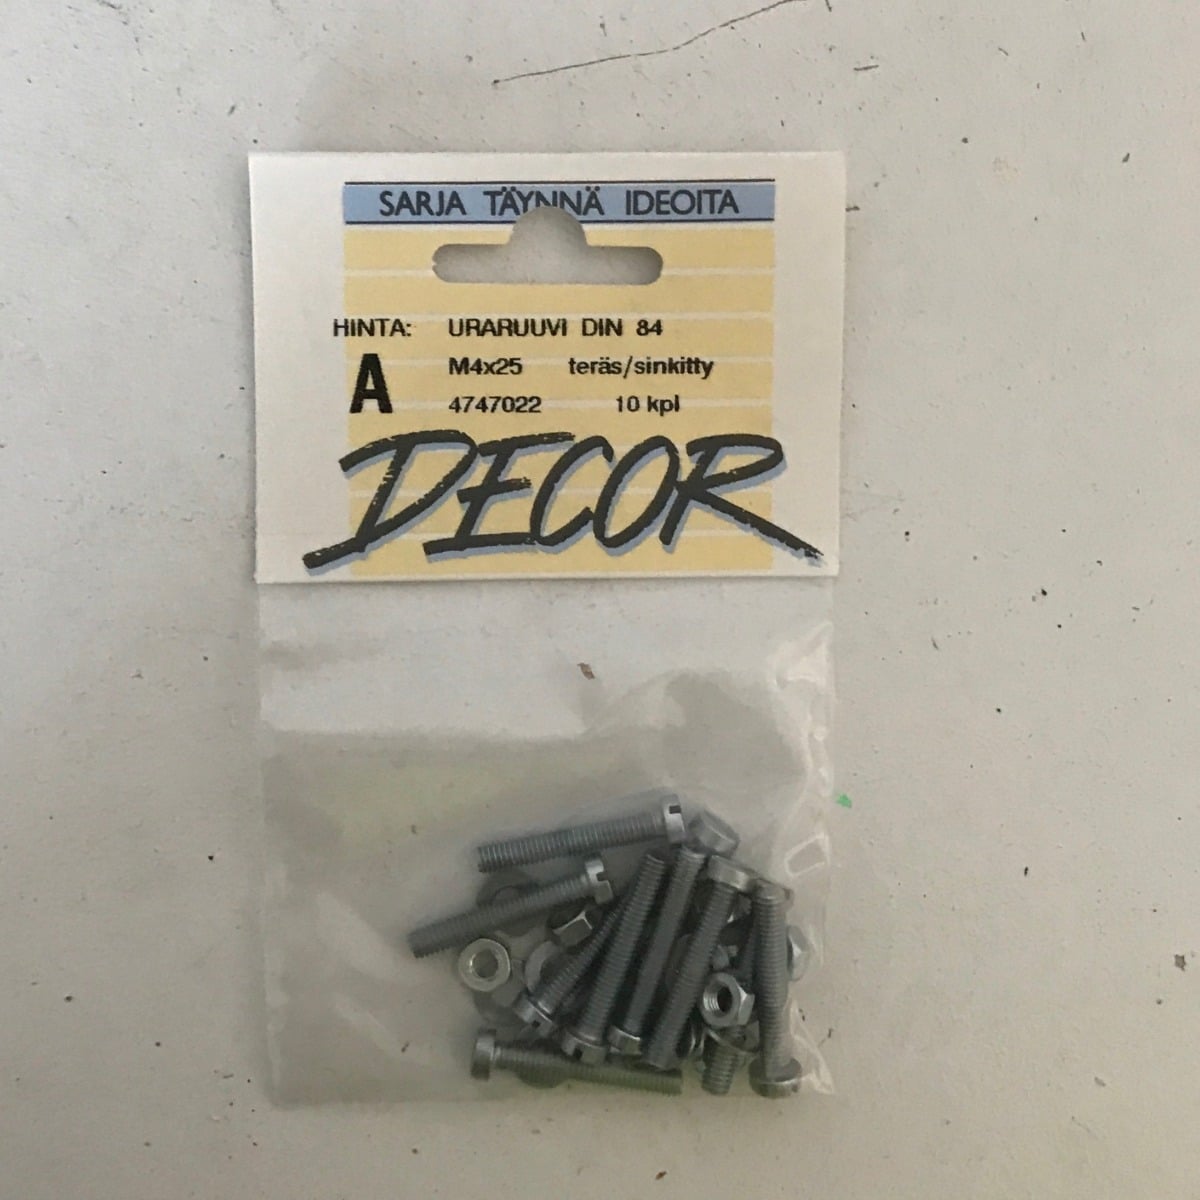 SARJA TÄYNNÄ IDEOITA
HINTA: URARUUVI DIN 84
A M4x25 teräs/sinkitty
4747022 10 kpl
DECOR